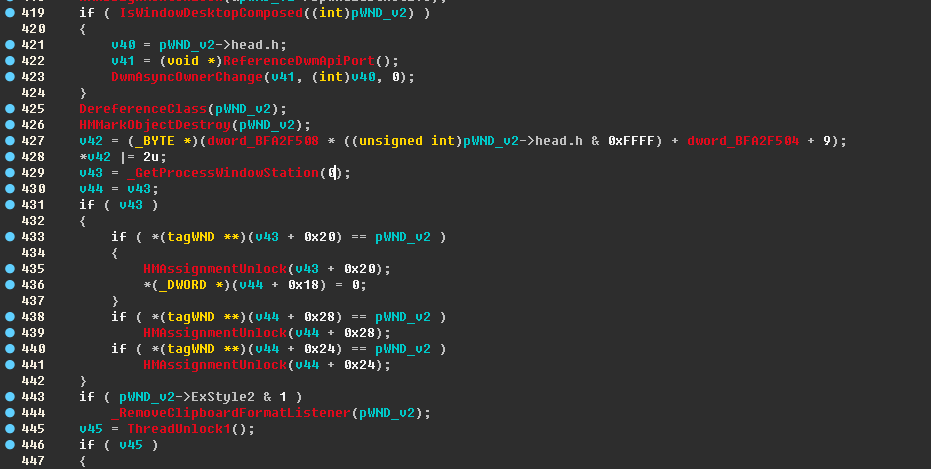 419 if ( IsWindowDesktopComposed((int)pWND_v2) )
420 {
421 v40 = pWND_v2->head.h;
422 v41 = (void *)ReferenceDwmApiPort();
423 DwmAsyncOwnerChange(v41, (int)v40, 0);
424 }
425 DereferenceClass(pWND_v2);
426 HMMarkObjectDestroy(pWND_v2);
427 v42 = (_BYTE *)(dword_BFA2F508 * ((unsigned int)pWND_v2->head.h & 0xFFFF) + dword_BFA2F504 + 9);
428 *v42 |= 2u;
429 v43 = _GetProcessWindowStation(0);
430 v44 = v43;
431 if ( v43 )
432 {
433 if ( *(tagWND **)(v43 + 0x20) == pWND_v2 )
434 {
435 HMAssignmentUnlock(v43 + 0x20);
436 *(_DWORD *)(v44 + 0x18) = 0;
437 }
438 if ( *(tagWND **)(v44 + 0x28) == pWND_v2 )
439 HMAssignmentUnlock(v44 + 0x28);
440 if ( *(tagWND **)(v44 + 0x24) == pWND_v2 )
441 HMAssignmentUnlock(v44 + 0x24);
442 }
443 if ( pWND_v2->ExStyle2 & 1 )
444 _RemoveClipboardFormatListener(pWND_v2);
445 v45 = ThreadUnlock1();
446 if ( v45 )
447 {